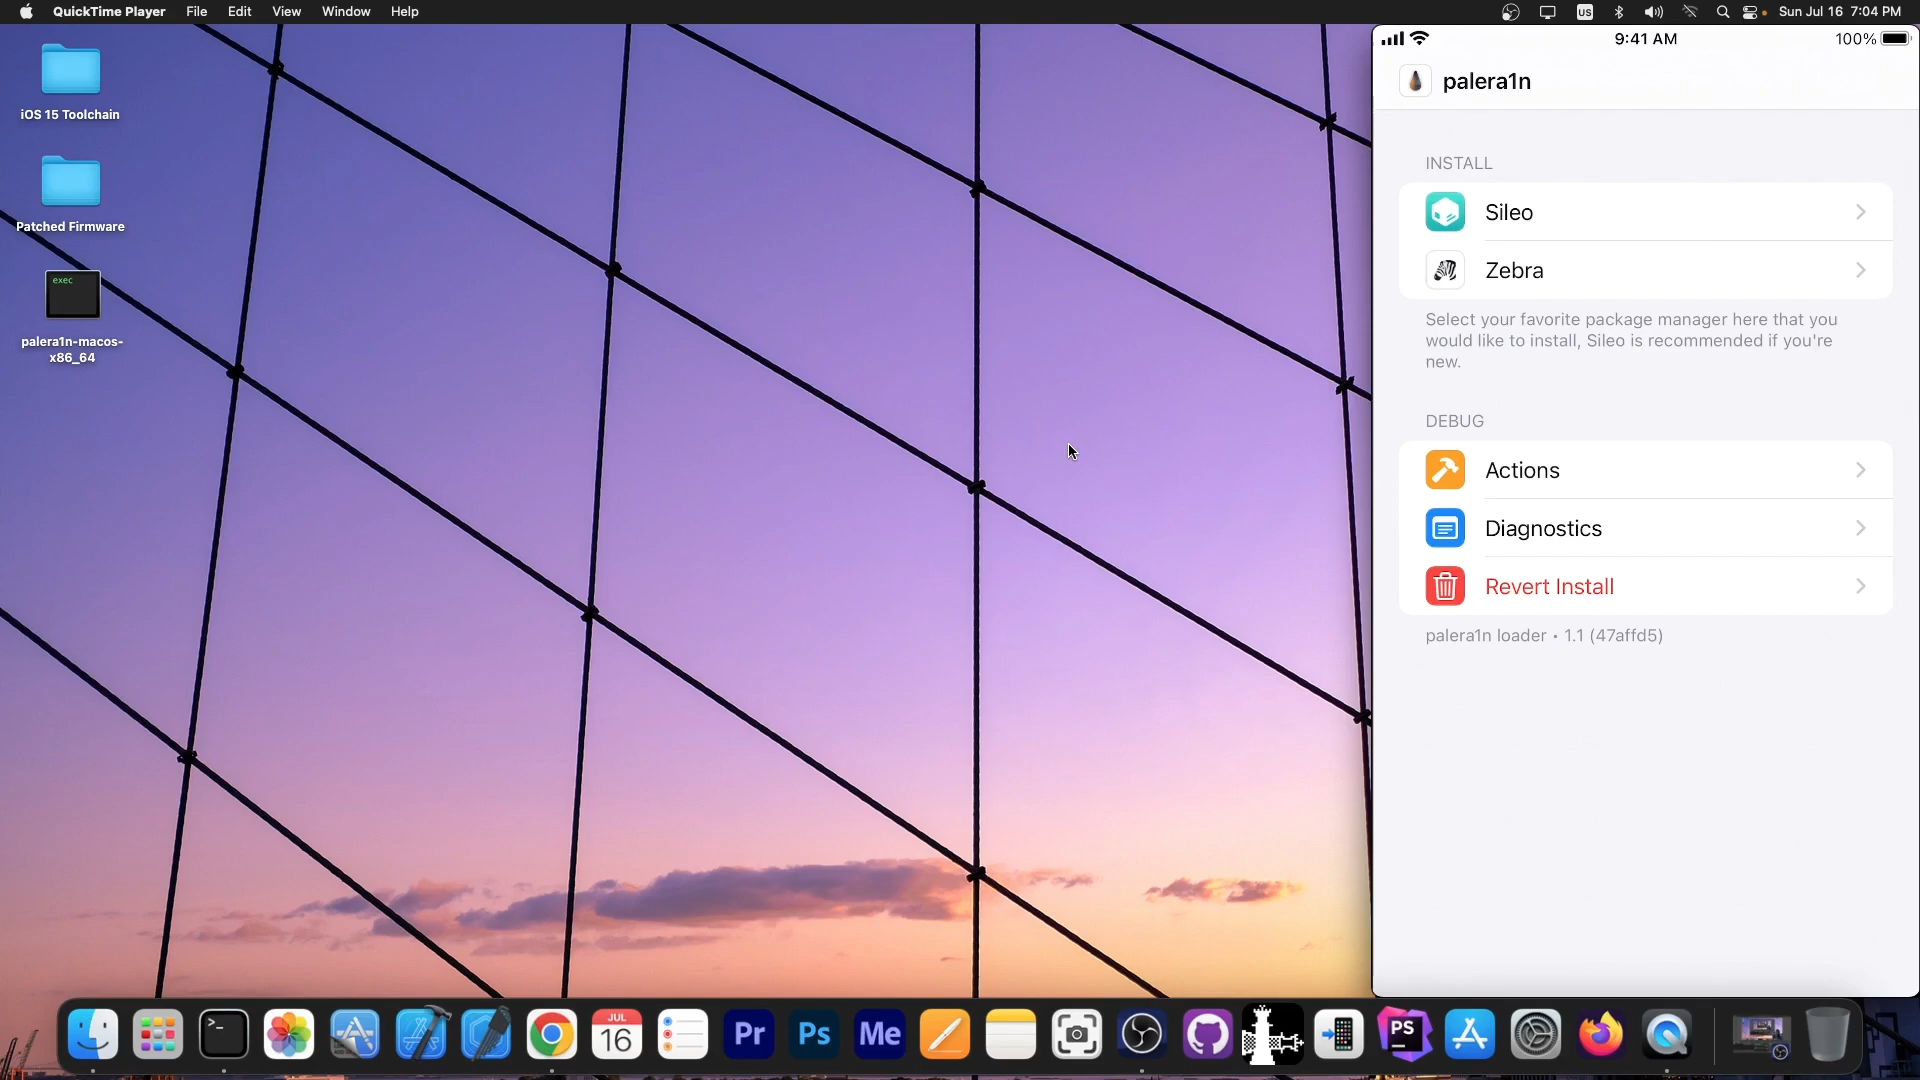 QuickTime Player File Edit View Window Help
US Sun Jul 16 7:04 PM
iOS 15 Toolchain
Patched Firmware
exec
palera1n-macos-
x86_64
9:41 AM 100%
palera1n
INSTALL
Sileo
Zebra
Select your favorite package manager here that you
would like to install, Sileo is recommended if you're
new.
DEBUG
Actions
Diagnostics
Revert Install
palera1n loader • 1.1 (47affd5)
>_
JUL
16
Pr
Ps
Me
PS